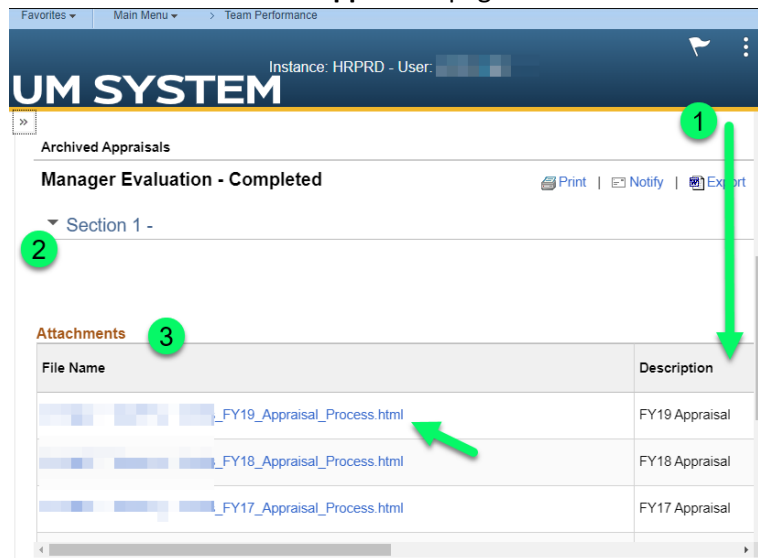 Favorites Main Menu > Team Performance
Instance: HRPRD - User:
UM SYSTEM
»
1
Archived Appraisals
Manager Evaluation - Completed Print | Notify | Export
Section 1 -
2
Attachments 3
File Name Description
_FY19_Appraisal_Process.html FY19 Appraisal
_FY18_Appraisal_Process.html FY18 Appraisal
_FY17_Appraisal_Process.html FY17 Appraisal